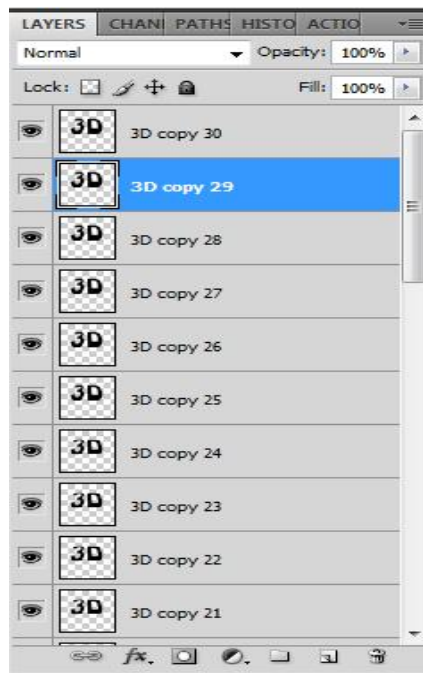 LAYERS CHANI PATHS HISTO ACTIO
Normal Opacity: 100%
Lock: Fill: 100%
3D 3D copy 30
3D 3D copy 29
3D 3D copy 28
3D 3D copy 27
3D 3D copy 26
3D 3D copy 25
3D 3D copy 24
3D 3D copy 23
3D 3D copy 22
3D 3D copy 21
fx.